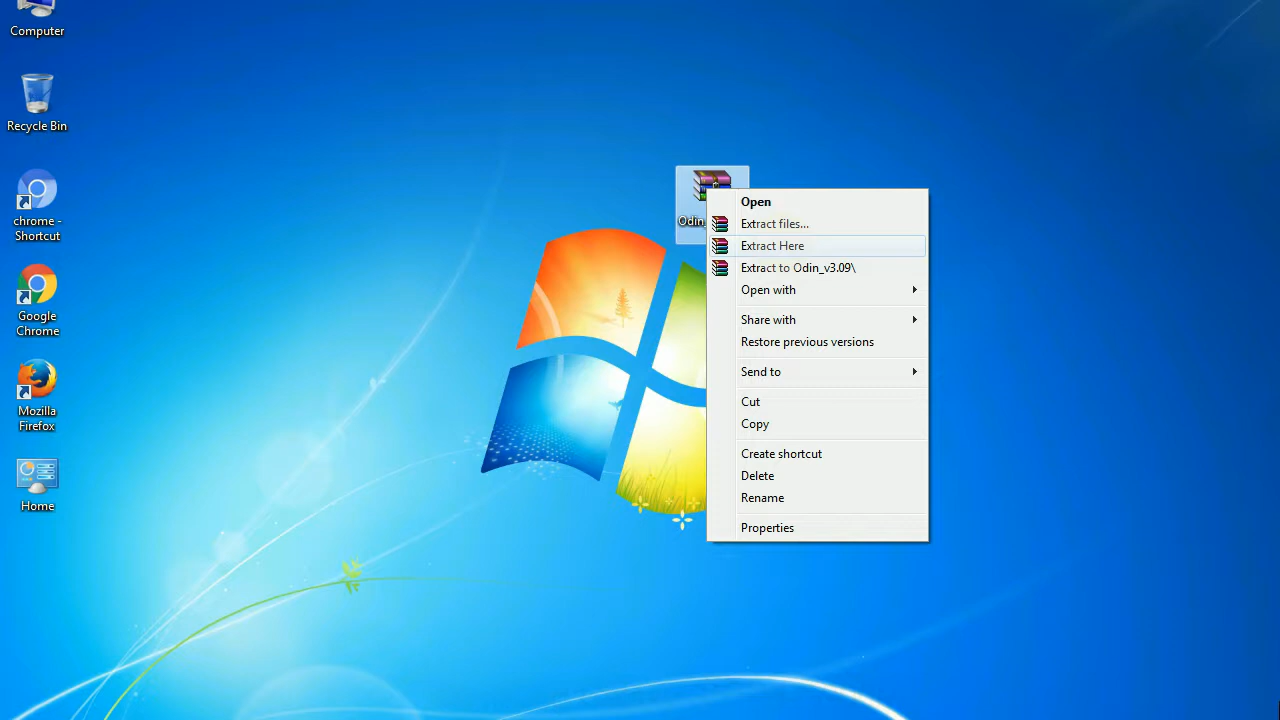 Computer
Recycle Bin
chrome -
Shortcut
Google
Chrome
Mozilla
Firefox
Home
Odin_
Open
Extract files...
Extract Here
Extract to Odin_v3.09\
Open with
Share with
Restore previous versions
Send to
Cut
Copy
Create shortcut
Delete
Rename
Properties